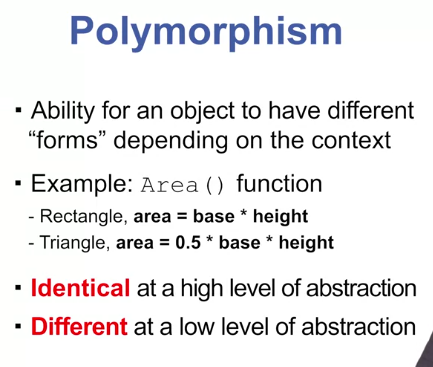 Polymorphism
▪ Ability for an object to have different
“forms” depending on the context
▪ Example: Area() function
- Rectangle, area = base * height
- Triangle, area = 0.5 * base * height
▪ Identical at a high level of abstraction
▪ Different at a low level of abstraction